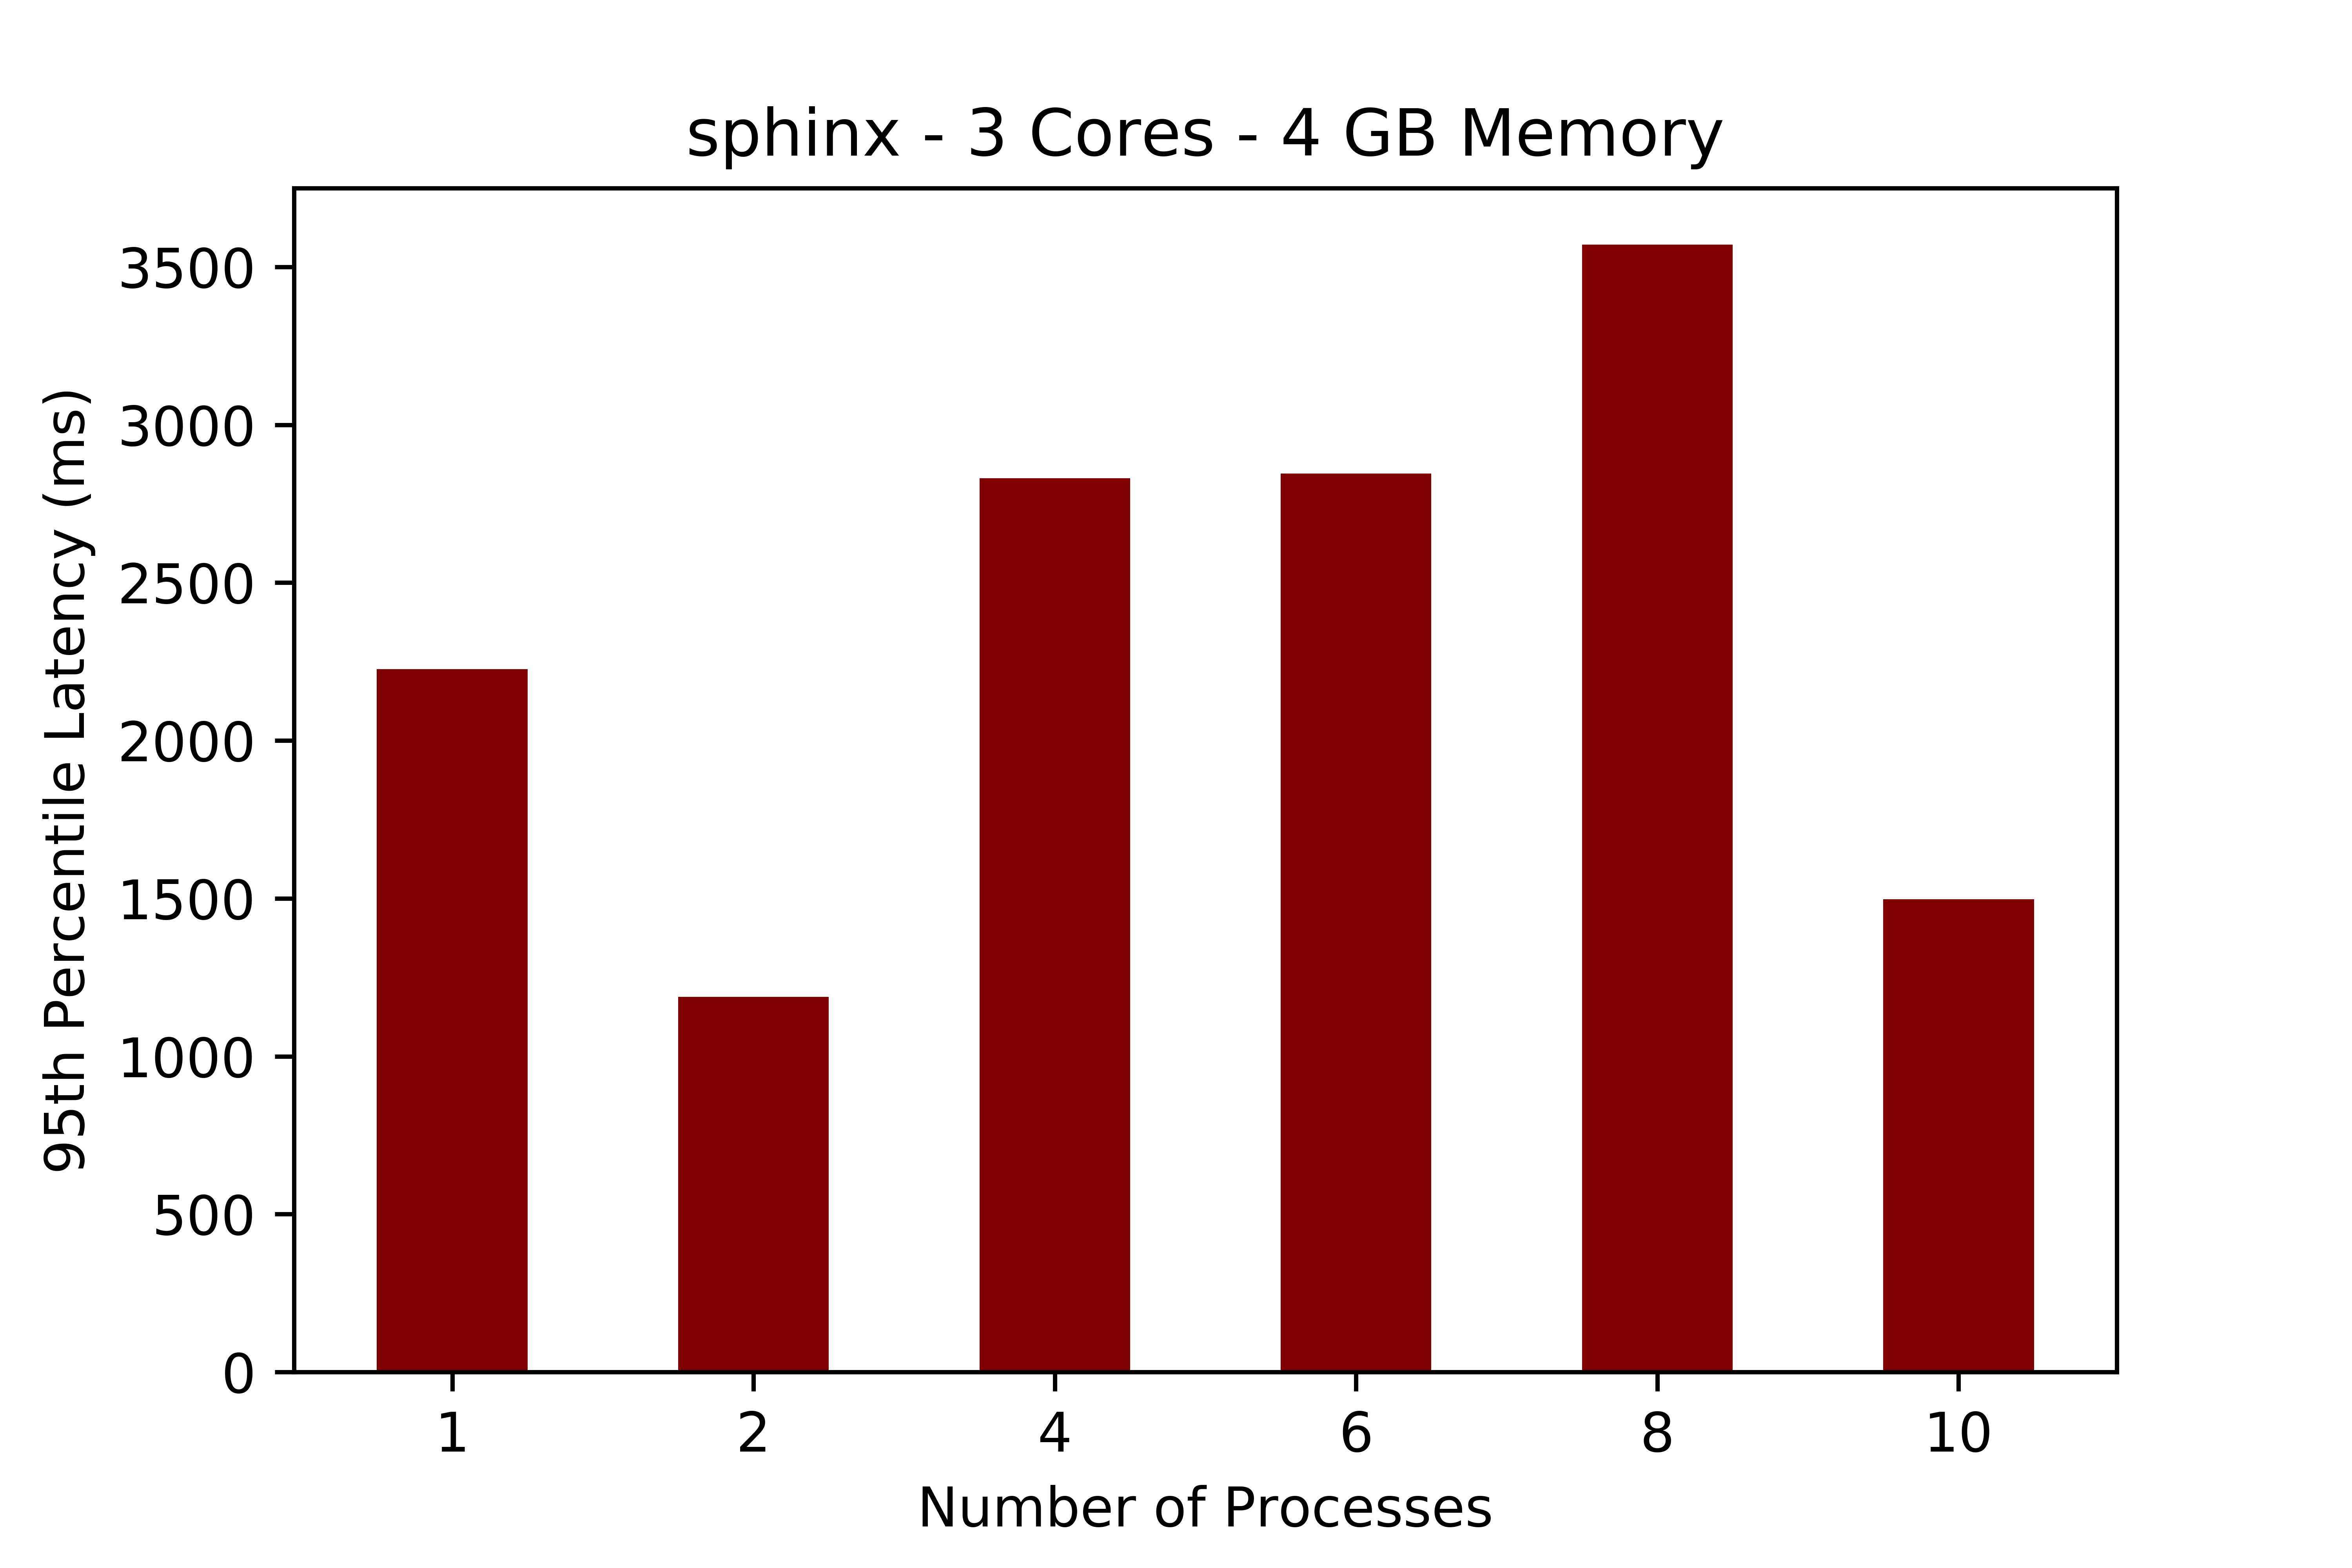 sphinx - 3 Cores - 4 GB Memory
95th Percentile Latency (ms)
3500
3000
2500
2000
1500
1000
500
0
1 2 4 6 8 10
Number of Processes